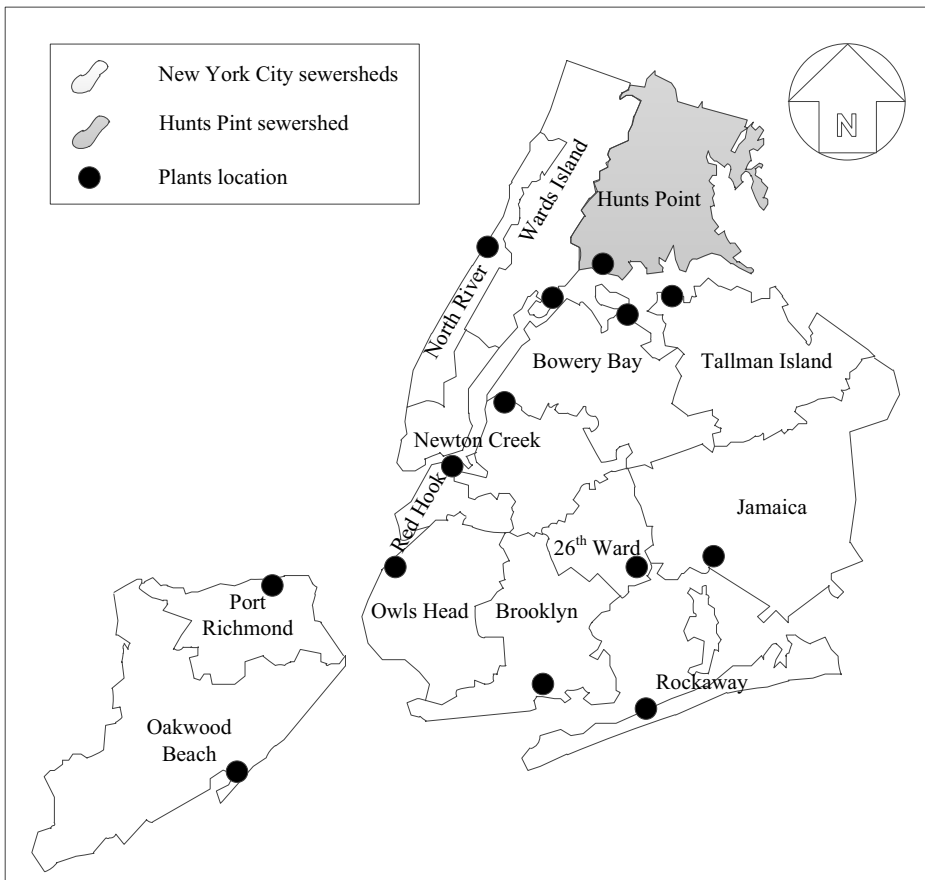 New York City sewersheds
Hunts Pint sewershed
Plants location
N
Wards Island
Hunts Point
North River
Bowery Bay
Tallman Island
Newton Creek
Red Hook
Jamaica
26th Ward
Port
Richmond
Owls Head
Brooklyn
Rockaway
Oakwood
Beach